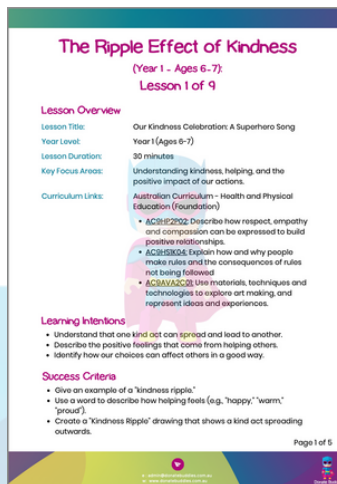 The Ripple Effect of Kindness
(Year 1 - Ages 6-7):
Lesson 1 of 9
Lesson Overview
Lesson Title: Our Kindness Celebration: A Superhero Song
Year Level: Year 1 (Ages 6-7)
Lesson Duration: 30 minutes
Key Focus Areas: Understanding kindness, helping, and the
positive impact of our actions.
Curriculum Links: Australian Curriculum - Health and Physical
Education (Foundation)
• AC9HP2P02: Describe how respect, empathy
and compassion can be expressed to build
positive relationships.
• AC9HS1K04: Explain how and why people
make rules and the consequences of rules
not being followed
• AC9AVA2C01: Use materials, techniques and
technologies to explore art making, and
represent ideas and experiences.
Learning Intentions
• Understand that one kind act can spread and lead to another.
• Describe the positive feelings that come from helping others.
• Identify how our choices can affect others in a good way.
Success Criteria
• Give an example of a "kindness ripple."
• Use a word to describe how helping feels (e.g., "happy," "warm,"
"proud").
• Create a "Kindness Ripple" drawing that shows a kind act spreading
outwards.
Page 1 of 5